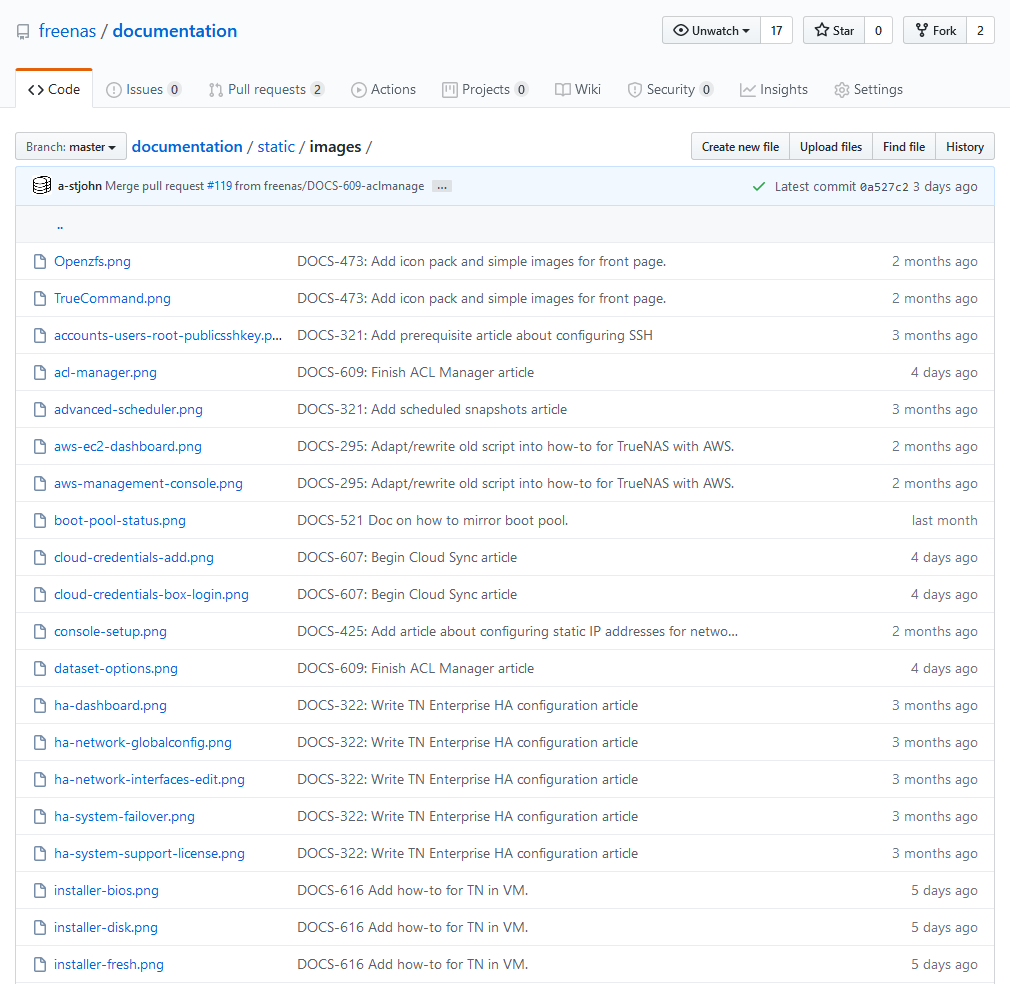 freenas / documentation Unwatch 17 Star 0 Fork 2
Code Issues 0 Pull requests 2 Actions Projects 0 Wiki Security 0 Insights Settings
Branch: master documentation / static / images / Create new file Upload files Find file History
a-stjohn Merge pull request #119 from freenas/DOCS-609-aclmanage ... Latest commit 0a527c2 3 days ago
..
Openzfs.png DOCS-473: Add icon pack and simple images for front page. 2 months ago
TrueCommand.png DOCS-473: Add icon pack and simple images for front page. 2 months ago
accounts-users-root-publicsshkey.p... DOCS-321: Add prerequisite article about configuring SSH 3 months ago
acl-manager.png DOCS-609: Finish ACL Manager article 4 days ago
advanced-scheduler.png DOCS-321: Add scheduled snapshots article 3 months ago
aws-ec2-dashboard.png DOCS-295: Adapt/rewrite old script into how-to for TrueNAS with AWS. 2 months ago
aws-management-console.png DOCS-295: Adapt/rewrite old script into how-to for TrueNAS with AWS. 2 months ago
boot-pool-status.png DOCS-521 Doc on how to mirror boot pool. last month
cloud-credentials-add.png DOCS-607: Begin Cloud Sync article 4 days ago
cloud-credentials-box-login.png DOCS-607: Begin Cloud Sync article 4 days ago
console-setup.png DOCS-425: Add article about configuring static IP addresses for netwo... 2 months ago
dataset-options.png DOCS-609: Finish ACL Manager article 4 days ago
ha-dashboard.png DOCS-322: Write TN Enterprise HA configuration article 3 months ago
ha-network-globalconfig.png DOCS-322: Write TN Enterprise HA configuration article 3 months ago
ha-network-interfaces-edit.png DOCS-322: Write TN Enterprise HA configuration article 3 months ago
ha-system-failover.png DOCS-322: Write TN Enterprise HA configuration article 3 months ago
ha-system-support-license.png DOCS-322: Write TN Enterprise HA configuration article 3 months ago
installer-bios.png DOCS-616 Add how-to for TN in VM. 5 days ago
installer-disk.png DOCS-616 Add how-to for TN in VM. 5 days ago
installer-fresh.png DOCS-616 Add how-to for TN in VM. 5 days ago